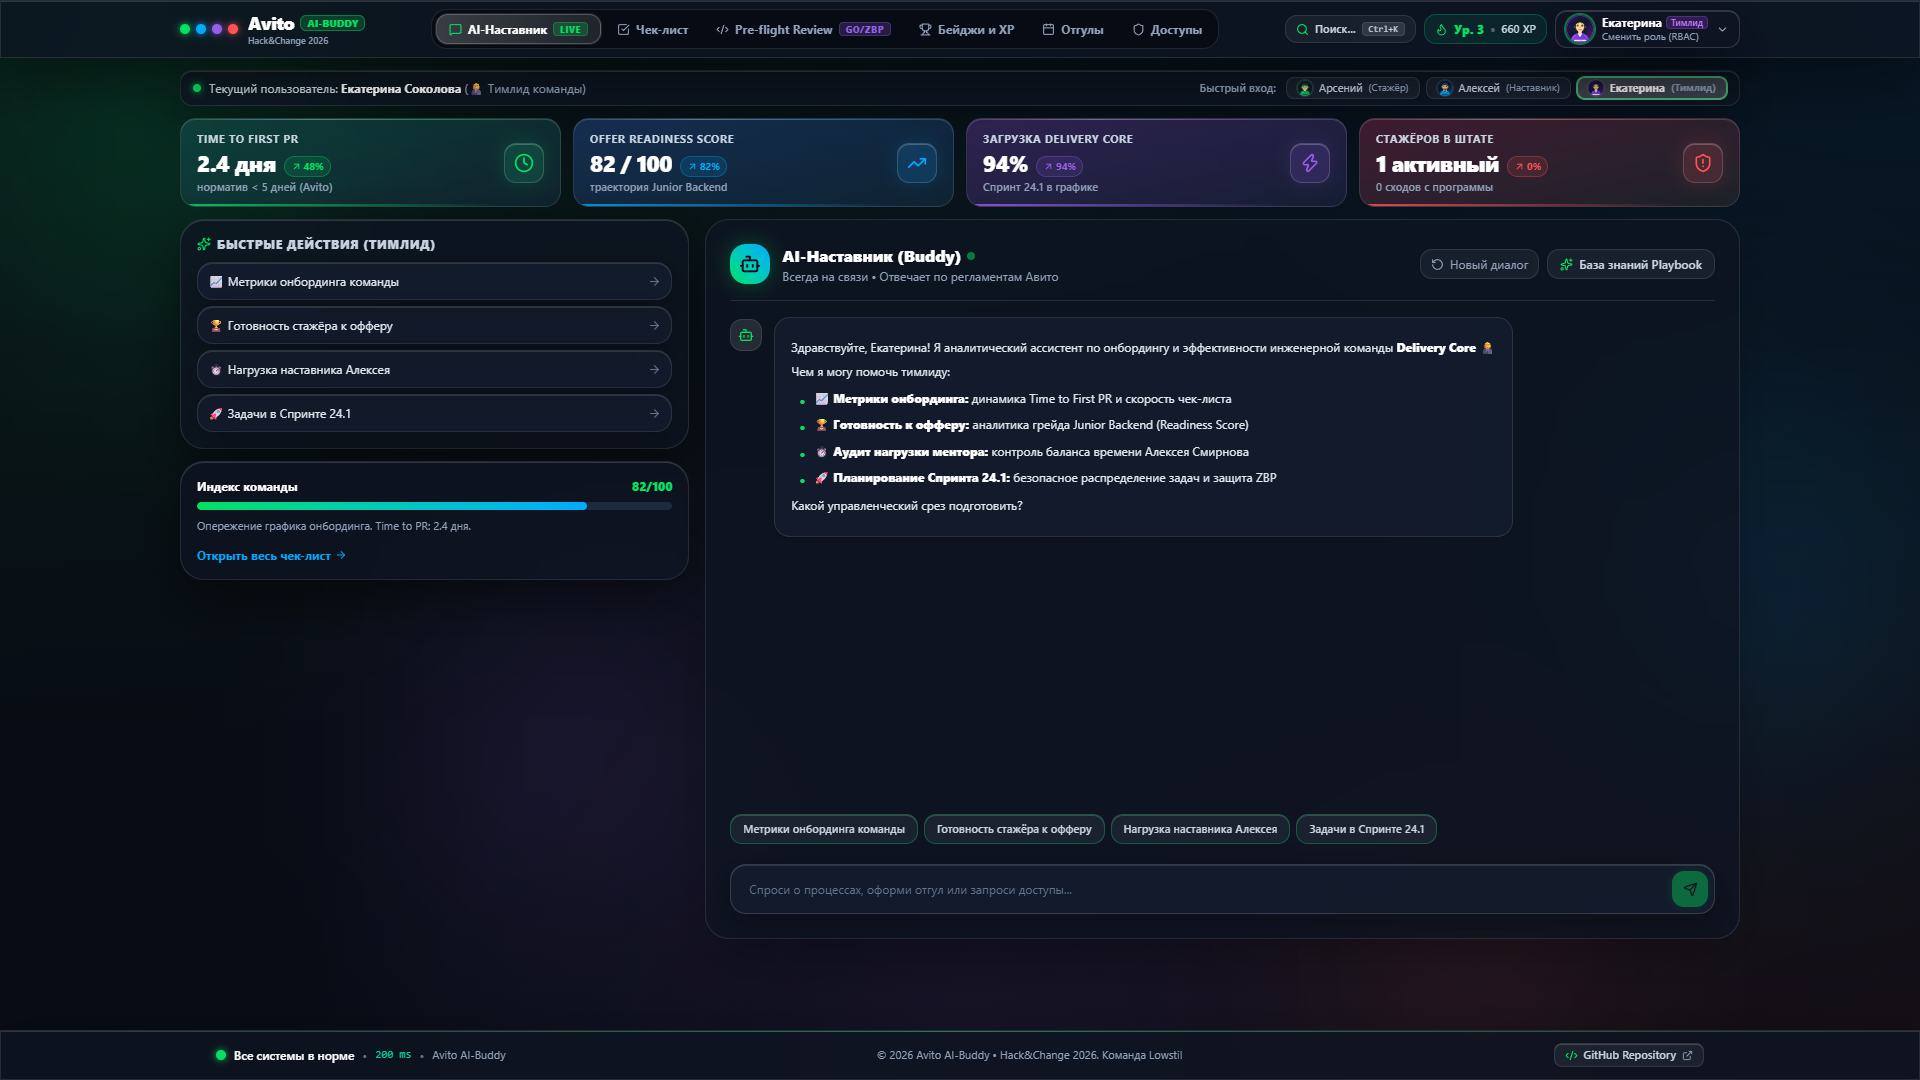 Avito AI-BUDDY
Hack&Change 2026
AI-Наставник LIVE
Чек-лист
Pre-flight Review GO/ZBP
Бейджи и XP
Отгулы
Доступы
Поиск... Ctrl+K
Ур. 3 • 660 XP
Екатерина Тимлид
Сменить роль (RBAC)
Текущий пользователь: Екатерина Соколова ( Тимлид команды)
Быстрый вход:
Арсений (Стажёр)
Алексей (Наставник)
Екатерина (Тимлид)
TIME TO FIRST PR
2.4 дня 48%
норматив < 5 дней (Avito)
OFFER READINESS SCORE
82 / 100 82%
траектория Junior Backend
ЗАГРУЗКА DELIVERY CORE
94% 94%
Спринт 24.1 в графике
СТАЖЁРОВ В ШТАТЕ
1 активный 0%
0 сходов с программы
БЫСТРЫЕ ДЕЙСТВИЯ (ТИМЛИД)
Метрики онбординга команды
Готовность стажёра к офферу
Нагрузка наставника Алексея
Задачи в Спринте 24.1
Индекс команды 82/100
Опережение графика онбординга. Time to PR: 2.4 дня.
Открыть весь чек-лист
AI-Наставник (Buddy)
Всегда на связи • Отвечает по регламентам Авито
Новый диалог
База знаний Playbook
Здравствуйте, Екатерина! Я аналитический ассистент по онбордингу и эффективности инженерной команды Delivery Core
Чем я могу помочь тимлиду:
• Метрики онбординга: динамика Time to First PR и скорость чек-листа
• Готовность к офферу: аналитика грейда Junior Backend (Readiness Score)
• Аудит нагрузки ментора: контроль баланса времени Алексея Смирнова
• Планирование Спринта 24.1: безопасное распределение задач и защита ZBP
Какой управленческий срез подготовить?
Метрики онбординга команды
Готовность стажёра к офферу
Нагрузка наставника Алексея
Задачи в Спринте 24.1
Спроси о процессах, оформи отгул или запроси доступы...
Все системы в норме • 200 ms • Avito AI-Buddy
© 2026 Avito AI-Buddy • Hack&Change 2026. Команда Lowstil
GitHub Repository